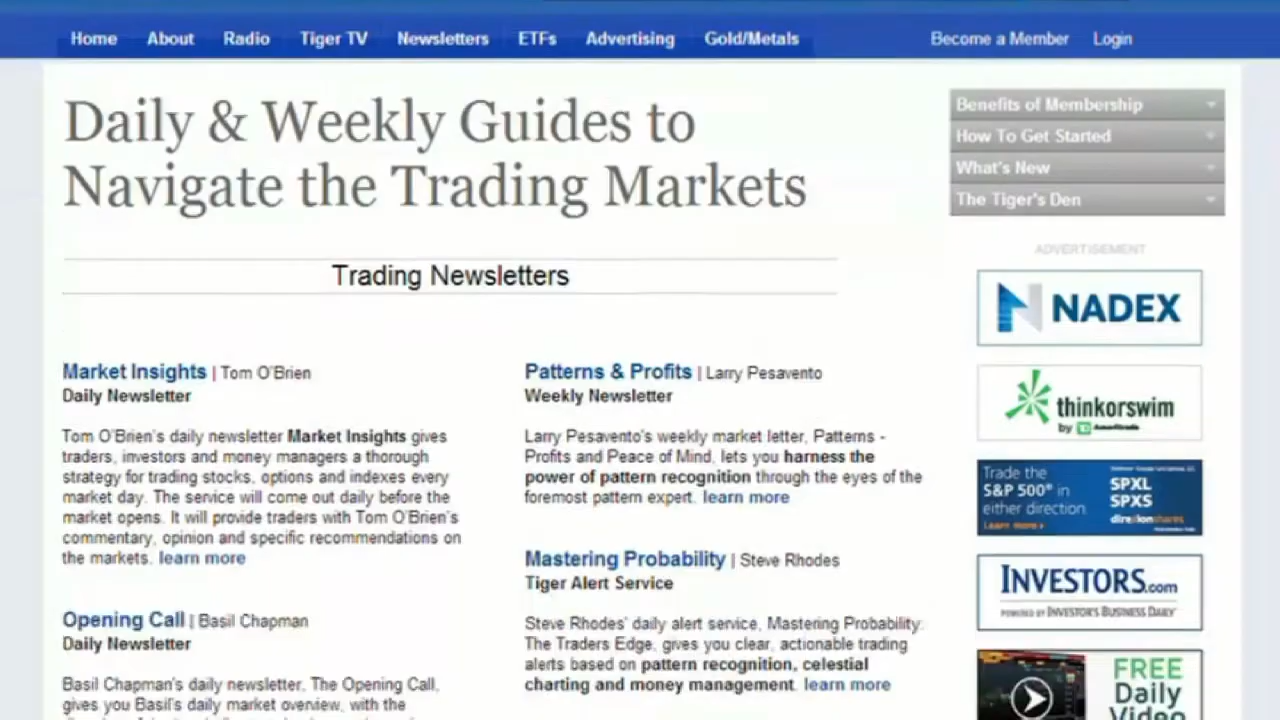 Home About Radio Tiger TV Newsletters ETFs Advertising Gold/Metals Become a Member Login
Daily & Weekly Guides to
Navigate the Trading Markets
Trading Newsletters
Market Insights | Tom O'Brien
Daily Newsletter
Tom O'Brien's daily newsletter Market Insights gives
traders, investors and money managers a thorough
strategy for trading stocks, options and indexes every
market day. The service will come out daily before the
market opens. It will provide traders with Tom O'Brien's
commentary, opinion and specific recommendations on
the markets. learn more
Opening Call | Basil Chapman
Daily Newsletter
Basil Chapman's daily newsletter, The Opening Call,
gives you Basil's daily market overview, with the
Patterns & Profits | Larry Pesavento
Weekly Newsletter
Larry Pesavento's weekly market letter, Patterns -
Profits and Peace of Mind, lets you harness the
power of pattern recognition through the eyes of the
foremost pattern expert. learn more
Mastering Probability | Steve Rhodes
Tiger Alert Service
Steve Rhodes' daily alert service, Mastering Probability:
The Traders Edge, gives you clear, actionable trading
alerts based on pattern recognition, celestial
charting and money management. learn more
Benefits of Membership
How To Get Started
What's New
The Tiger's Den
ADVERTISEMENT
NADEX
thinkorswim
by TD Ameritrade
Trade the
S&P 500® in
either direction
Learn more ›
SPXL
SPXS
direxionshares
INVESTORS.com
POWERED BY INVESTOR'S BUSINESS DAILY
FREE
Daily
Video